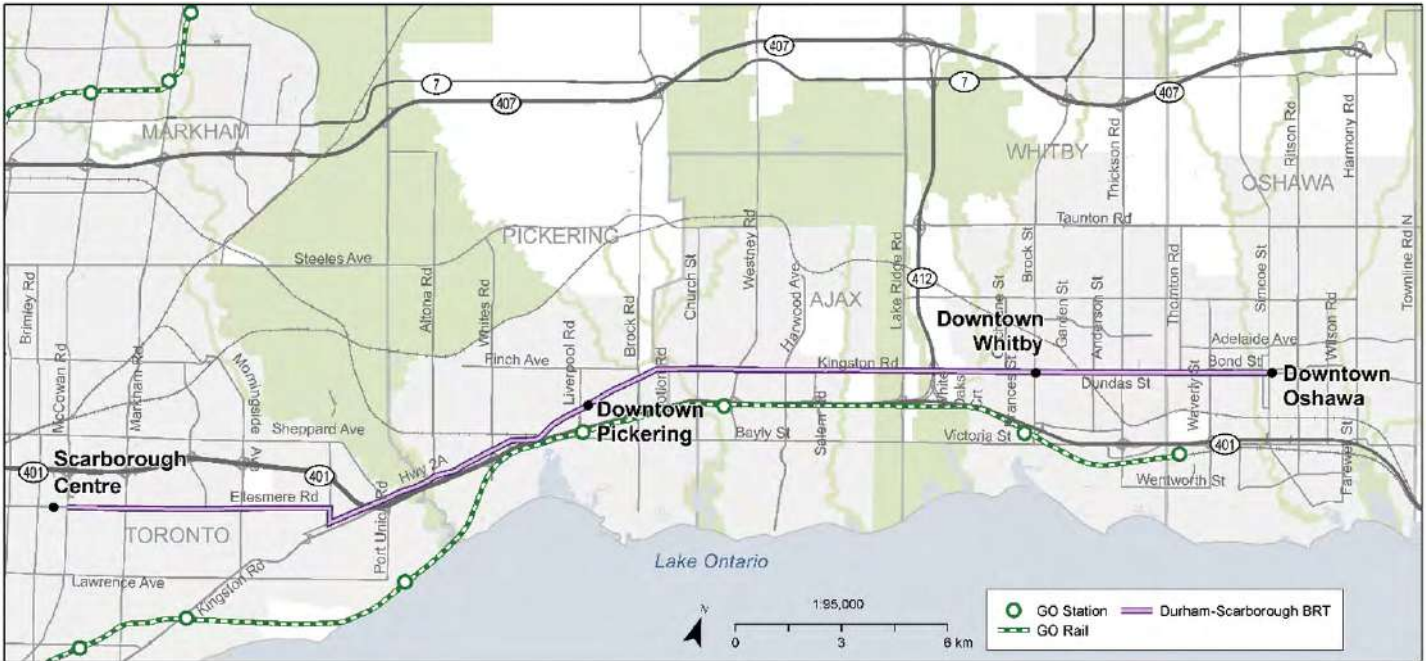 407
7
407
7
407
MARKHAM
WHITBY
OSHAWA
Thickson Rd
Ritson Rd
Harmony Rd
Taunton Rd
PICKERING
Steeles Ave
Brimley Rd
Altona Rd
Whites Rd
Church St
Westney Rd
Harwood Ave
AJAX
Lake Ridge Rd
412
Brock St
Garden St
Anderson St
Thornton Rd
Simcoe St
Wilson Rd
Townline Rd N
McCowan Rd
Markham Rd
Morningside Ave
Finch Ave
Liverpool Rd
Brock Rd
Kingston Rd
Downtown
Whitby
Adelaide Ave
Bond St
Dundas St
Downtown
Oshawa
White
Oaks
Crt
Waverly St
Downtown
Pickering
Sheppard Ave
Bayly St
Salem Rd
Victoria St
401
Farewell St
Scarborough
Centre
401
401
Hwy 2A
Ellesmere Rd
Wentworth St
Port Union Rd
TORONTO
Lawrence Ave
Kingston Rd
Lake Ontario
N
1:95,000
0 3 6 km
GO Station
Durham-Scarborough BRT
GO Rail